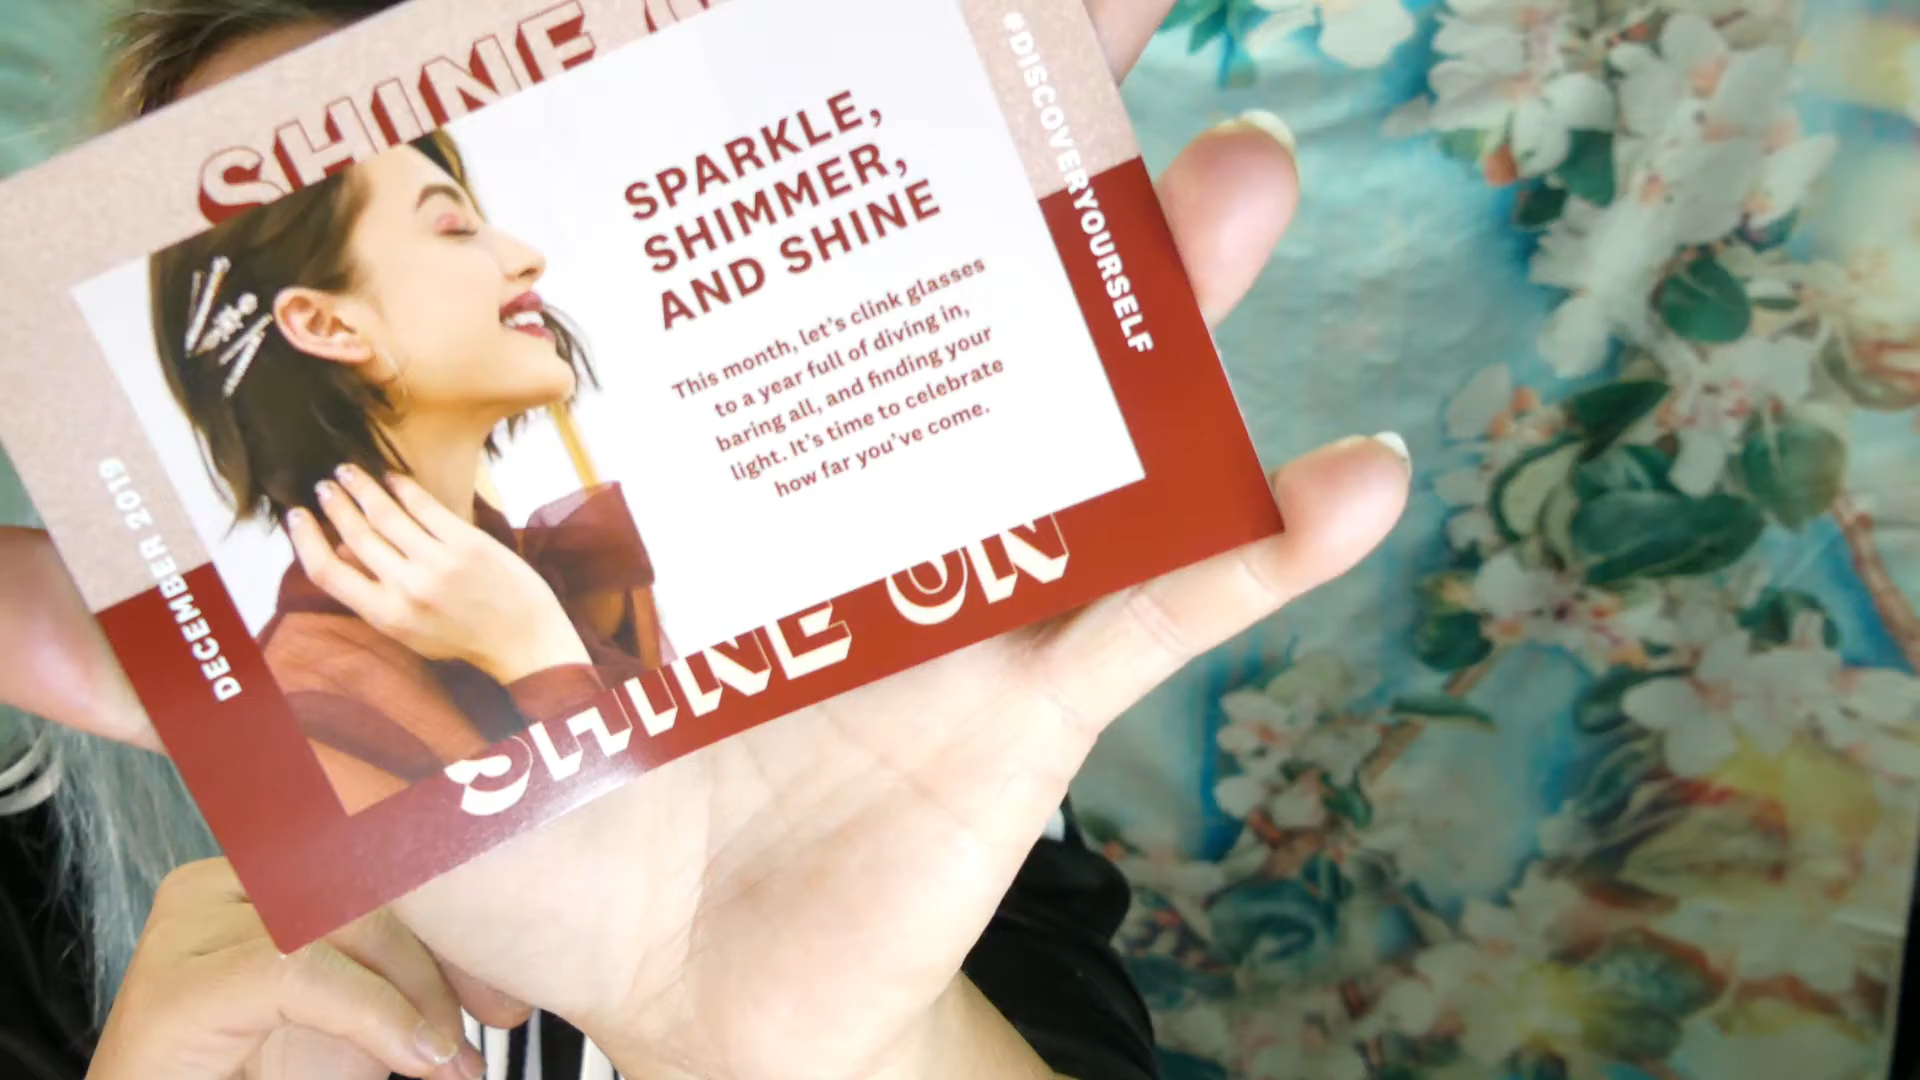 SHINE
#DISCOVERYOURSELF
SPARKLE,
SHIMMER,
AND SHINE
This month, let's clink glasses
to a year full of diving in,
baring all, and finding your
light. It's time to celebrate
how far you've come.
DECEMBER 2019
SHINE ON